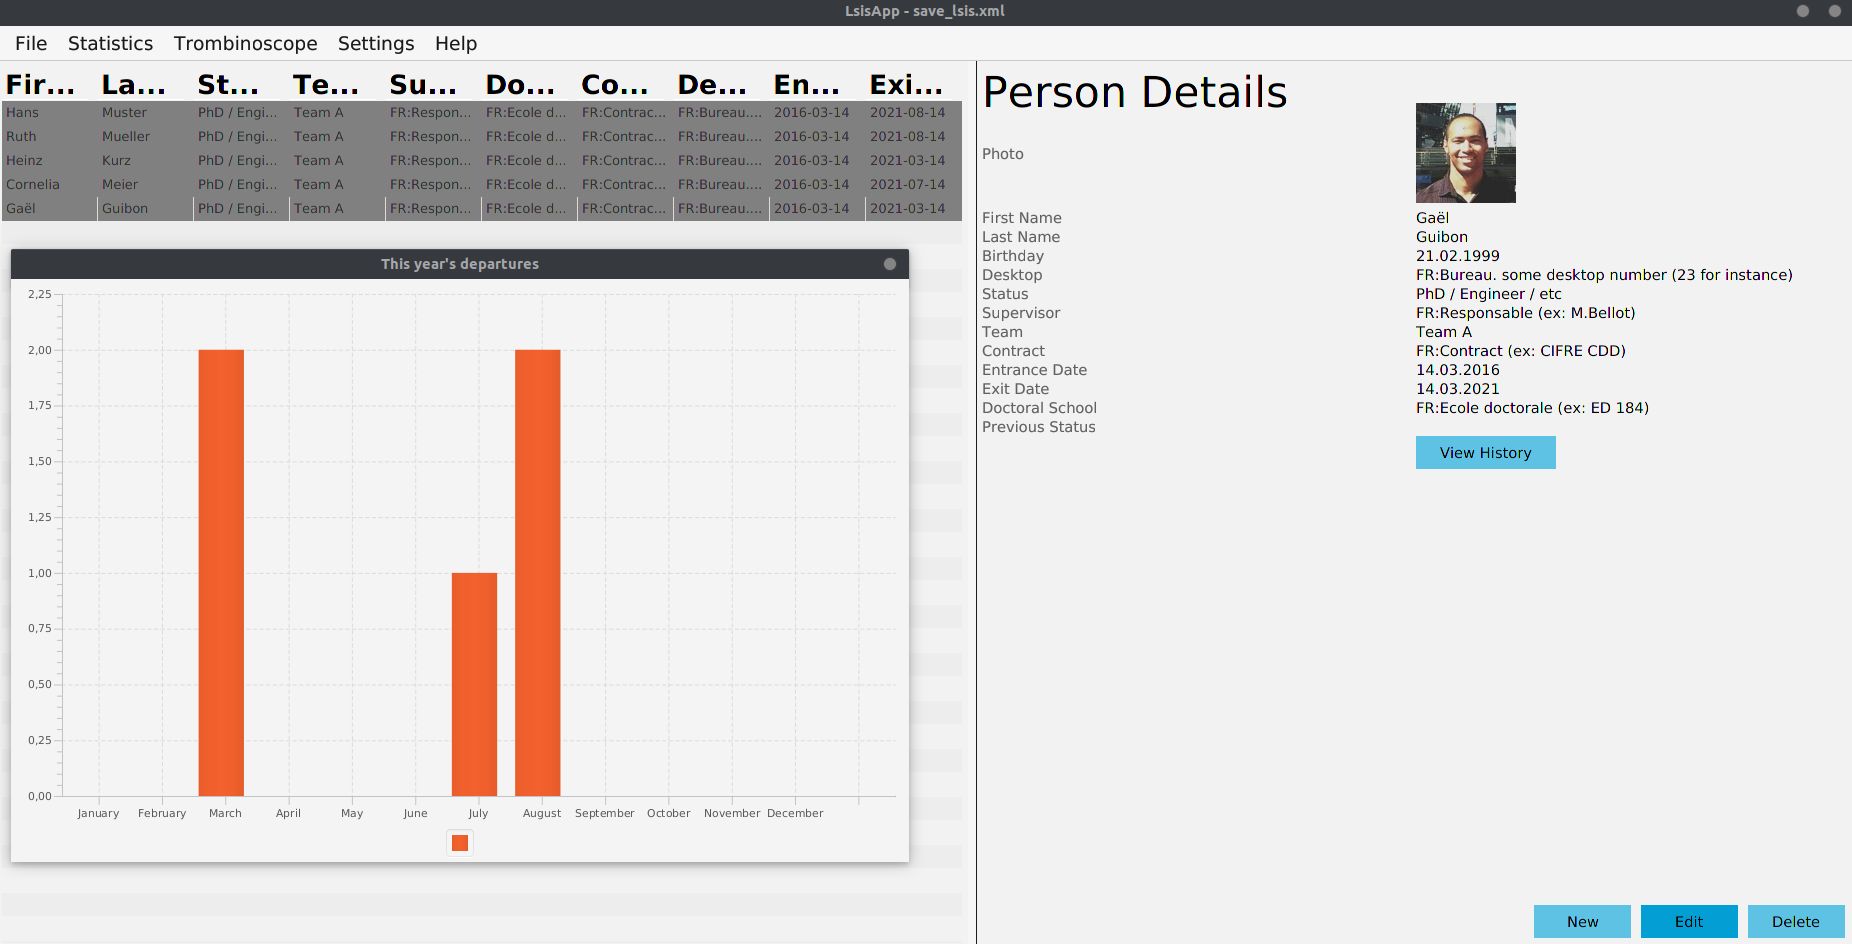 LsisApp - save_lsis.xml
File Statistics Trombinoscope Settings Help
Fir... La... St... Te... Su... Do... Co... De... En... Exi...
Hans Muster PhD / Engi... Team A FR:Respon... FR:Ecole d... FR:Contrac... FR:Bureau.... 2016-03-14 2021-08-14
Ruth Mueller PhD / Engi... Team A FR:Respon... FR:Ecole d... FR:Contrac... FR:Bureau.... 2016-03-14 2021-08-14
Heinz Kurz PhD / Engi... Team A FR:Respon... FR:Ecole d... FR:Contrac... FR:Bureau.... 2016-03-14 2021-03-14
Cornelia Meier PhD / Engi... Team A FR:Respon... FR:Ecole d... FR:Contrac... FR:Bureau.... 2016-03-14 2021-07-14
Gaël Guibon PhD / Engi... Team A FR:Respon... FR:Ecole d... FR:Contrac... FR:Bureau.... 2016-03-14 2021-03-14
This year's departures
2,25
2,00
1,75
1,50
1,25
1,00
0,75
0,50
0,25
0,00
January February March April May June July August September October November December
Person Details
Photo
First Name Gaël
Last Name Guibon
Birthday 21.02.1999
Desktop FR:Bureau. some desktop number (23 for instance)
Status PhD / Engineer / etc
Supervisor FR:Responsable (ex: M.Bellot)
Team Team A
Contract FR:Contract (ex: CIFRE CDD)
Entrance Date 14.03.2016
Exit Date 14.03.2021
Doctoral School FR:Ecole doctorale (ex: ED 184)
Previous Status
View History
New Edit Delete